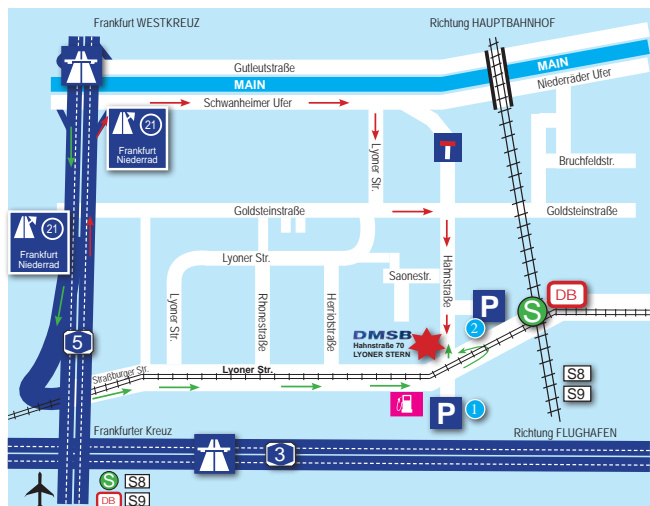 Frankfurt WESTKREUZ
Richtung HAUPTBAHNHOF
Gutleutstraße
MAIN
MAIN
Niederräder Ufer
Schwanheimer Ufer
21
Frankfurt
Niederrad
Lyoner Str.
Bruchfeldstr.
Goldsteinstraße
Goldsteinstraße
21
Frankfurt
Niederrad
Lyoner Str.
Saonestr.
Hahnstraße
Lyoner Str.
Rhonestraße
Herriotstraße
P
2
S
DB
DMSB
Hahnstraße 70
LYONER STERN
5
Straßburger Str.
Lyoner Str.
S8
S9
P
1
Frankfurter Kreuz
Richtung FLUGHAFEN
3
S
S8
DB
S9